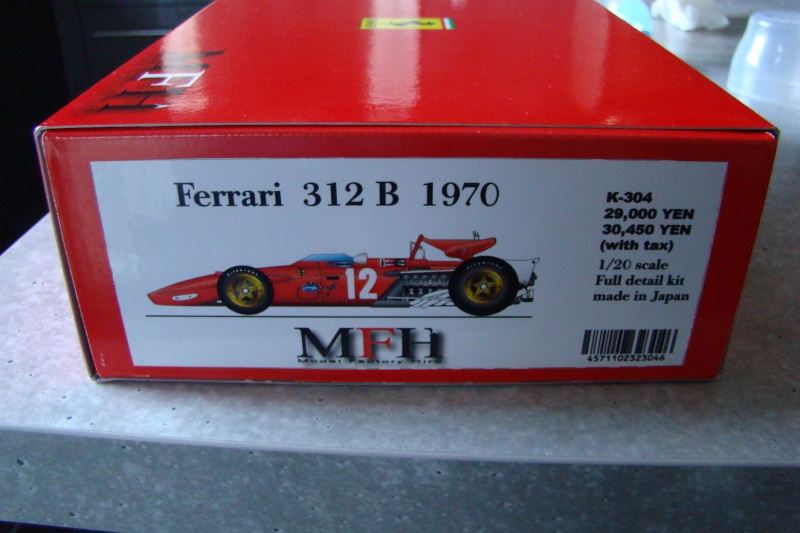 MFH
Ferrari 312 B 1970
K-304
29,000 YEN
30,450 YEN
(with tax)
1/20 scale
Full detail kit
made in Japan
12
MFH
Model Factory Hiro
4571102323046